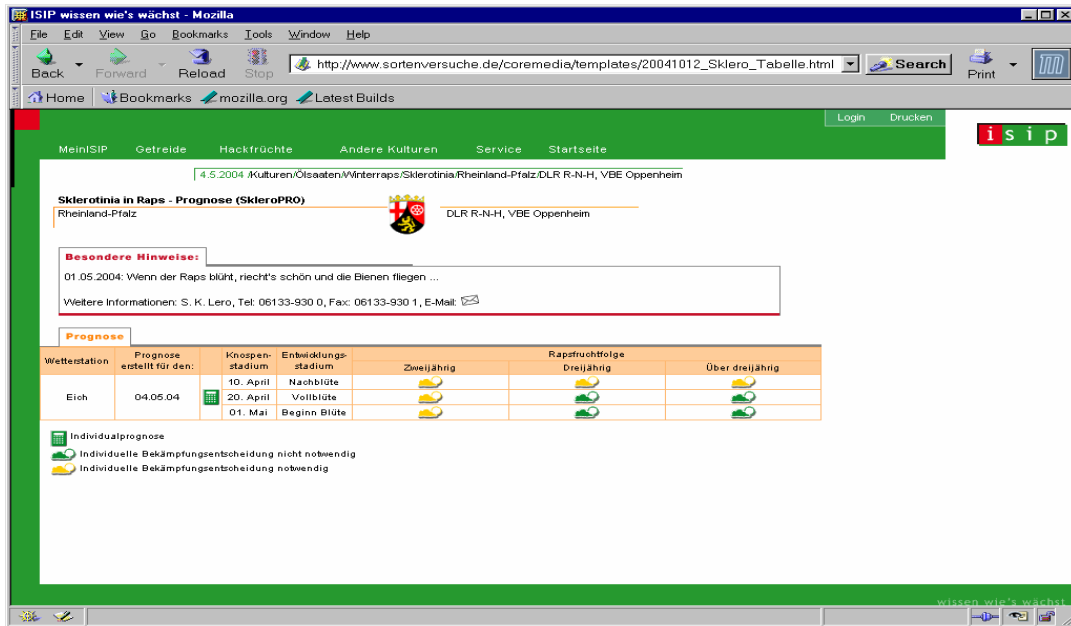 ISIP wissen wie's wächst - Mozilla
File Edit View Go Bookmarks Tools Window Help
Back Forward Reload Stop http://www.sortenversuche.de/coremedia/templates/20041012_Sklero_Tabelle.html Search Print
Home Bookmarks mozilla.org Latest Builds
Login Drucken
isip
MeinISIP Getreide Hackfrüchte Andere Kulturen Service Startseite
4.5.2004 /Kulturen/Ölsaaten/Winterraps/Sklerotinia/Rheinland-Pfalz/DLR R-N-H, VBE Oppenheim
Sklerotinia in Raps - Prognose (SkleroPRO)
Rheinland-Pfalz DLR R-N-H, VBE Oppenheim
Besondere Hinweise:
01.05.2004: Wenn der Raps blüht, riecht's schön und die Bienen fliegen ...
Weitere Informationen: S. K. Lero, Tel: 06133-930 0, Fax: 06133-930 1, E-Mail:
Prognose
Wetterstation Prognose erstellt für den: Knospen-stadium Entwicklungs-stadium Rapsfruchtfolge
Zweijährig Dreijährig Über dreijährig
10. April Nachblüte
Eich 04.05.04 20. April Vollblüte
01. Mai Beginn Blüte
Individualprognose
Individuelle Bekämpfungsentscheidung nicht notwendig
Individuelle Bekämpfungsentscheidung notwendig
wissen wie's wächst